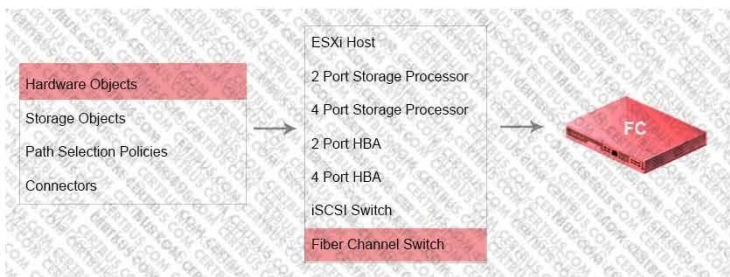 Hardware Objects
Storage Objects
Path Selection Policies
Connectors
ESXi Host
2 Port Storage Processor
4 Port Storage Processor
2 Port HBA
4 Port HBA
iSCSI Switch
Fiber Channel Switch
FC